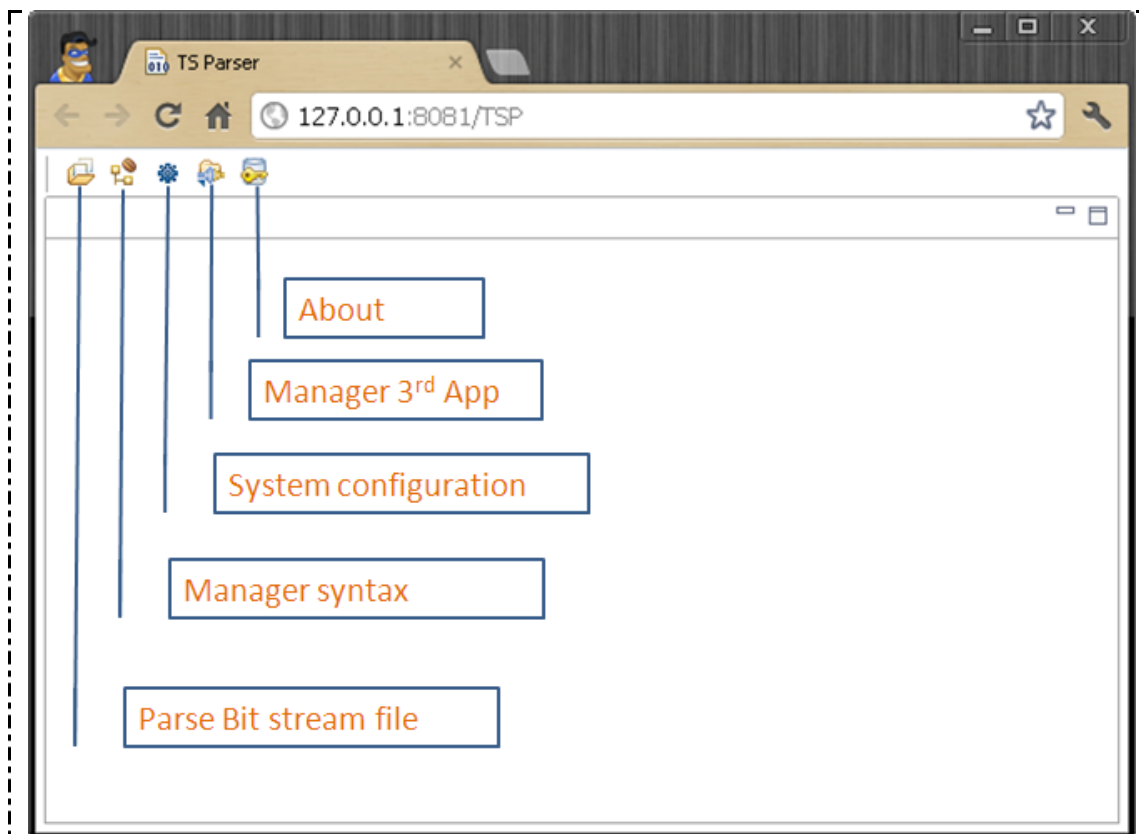 TS Parser
127.0.0.1:8081/TSP
About
Manager 3rd App
System configuration
Manager syntax
Parse Bit stream file